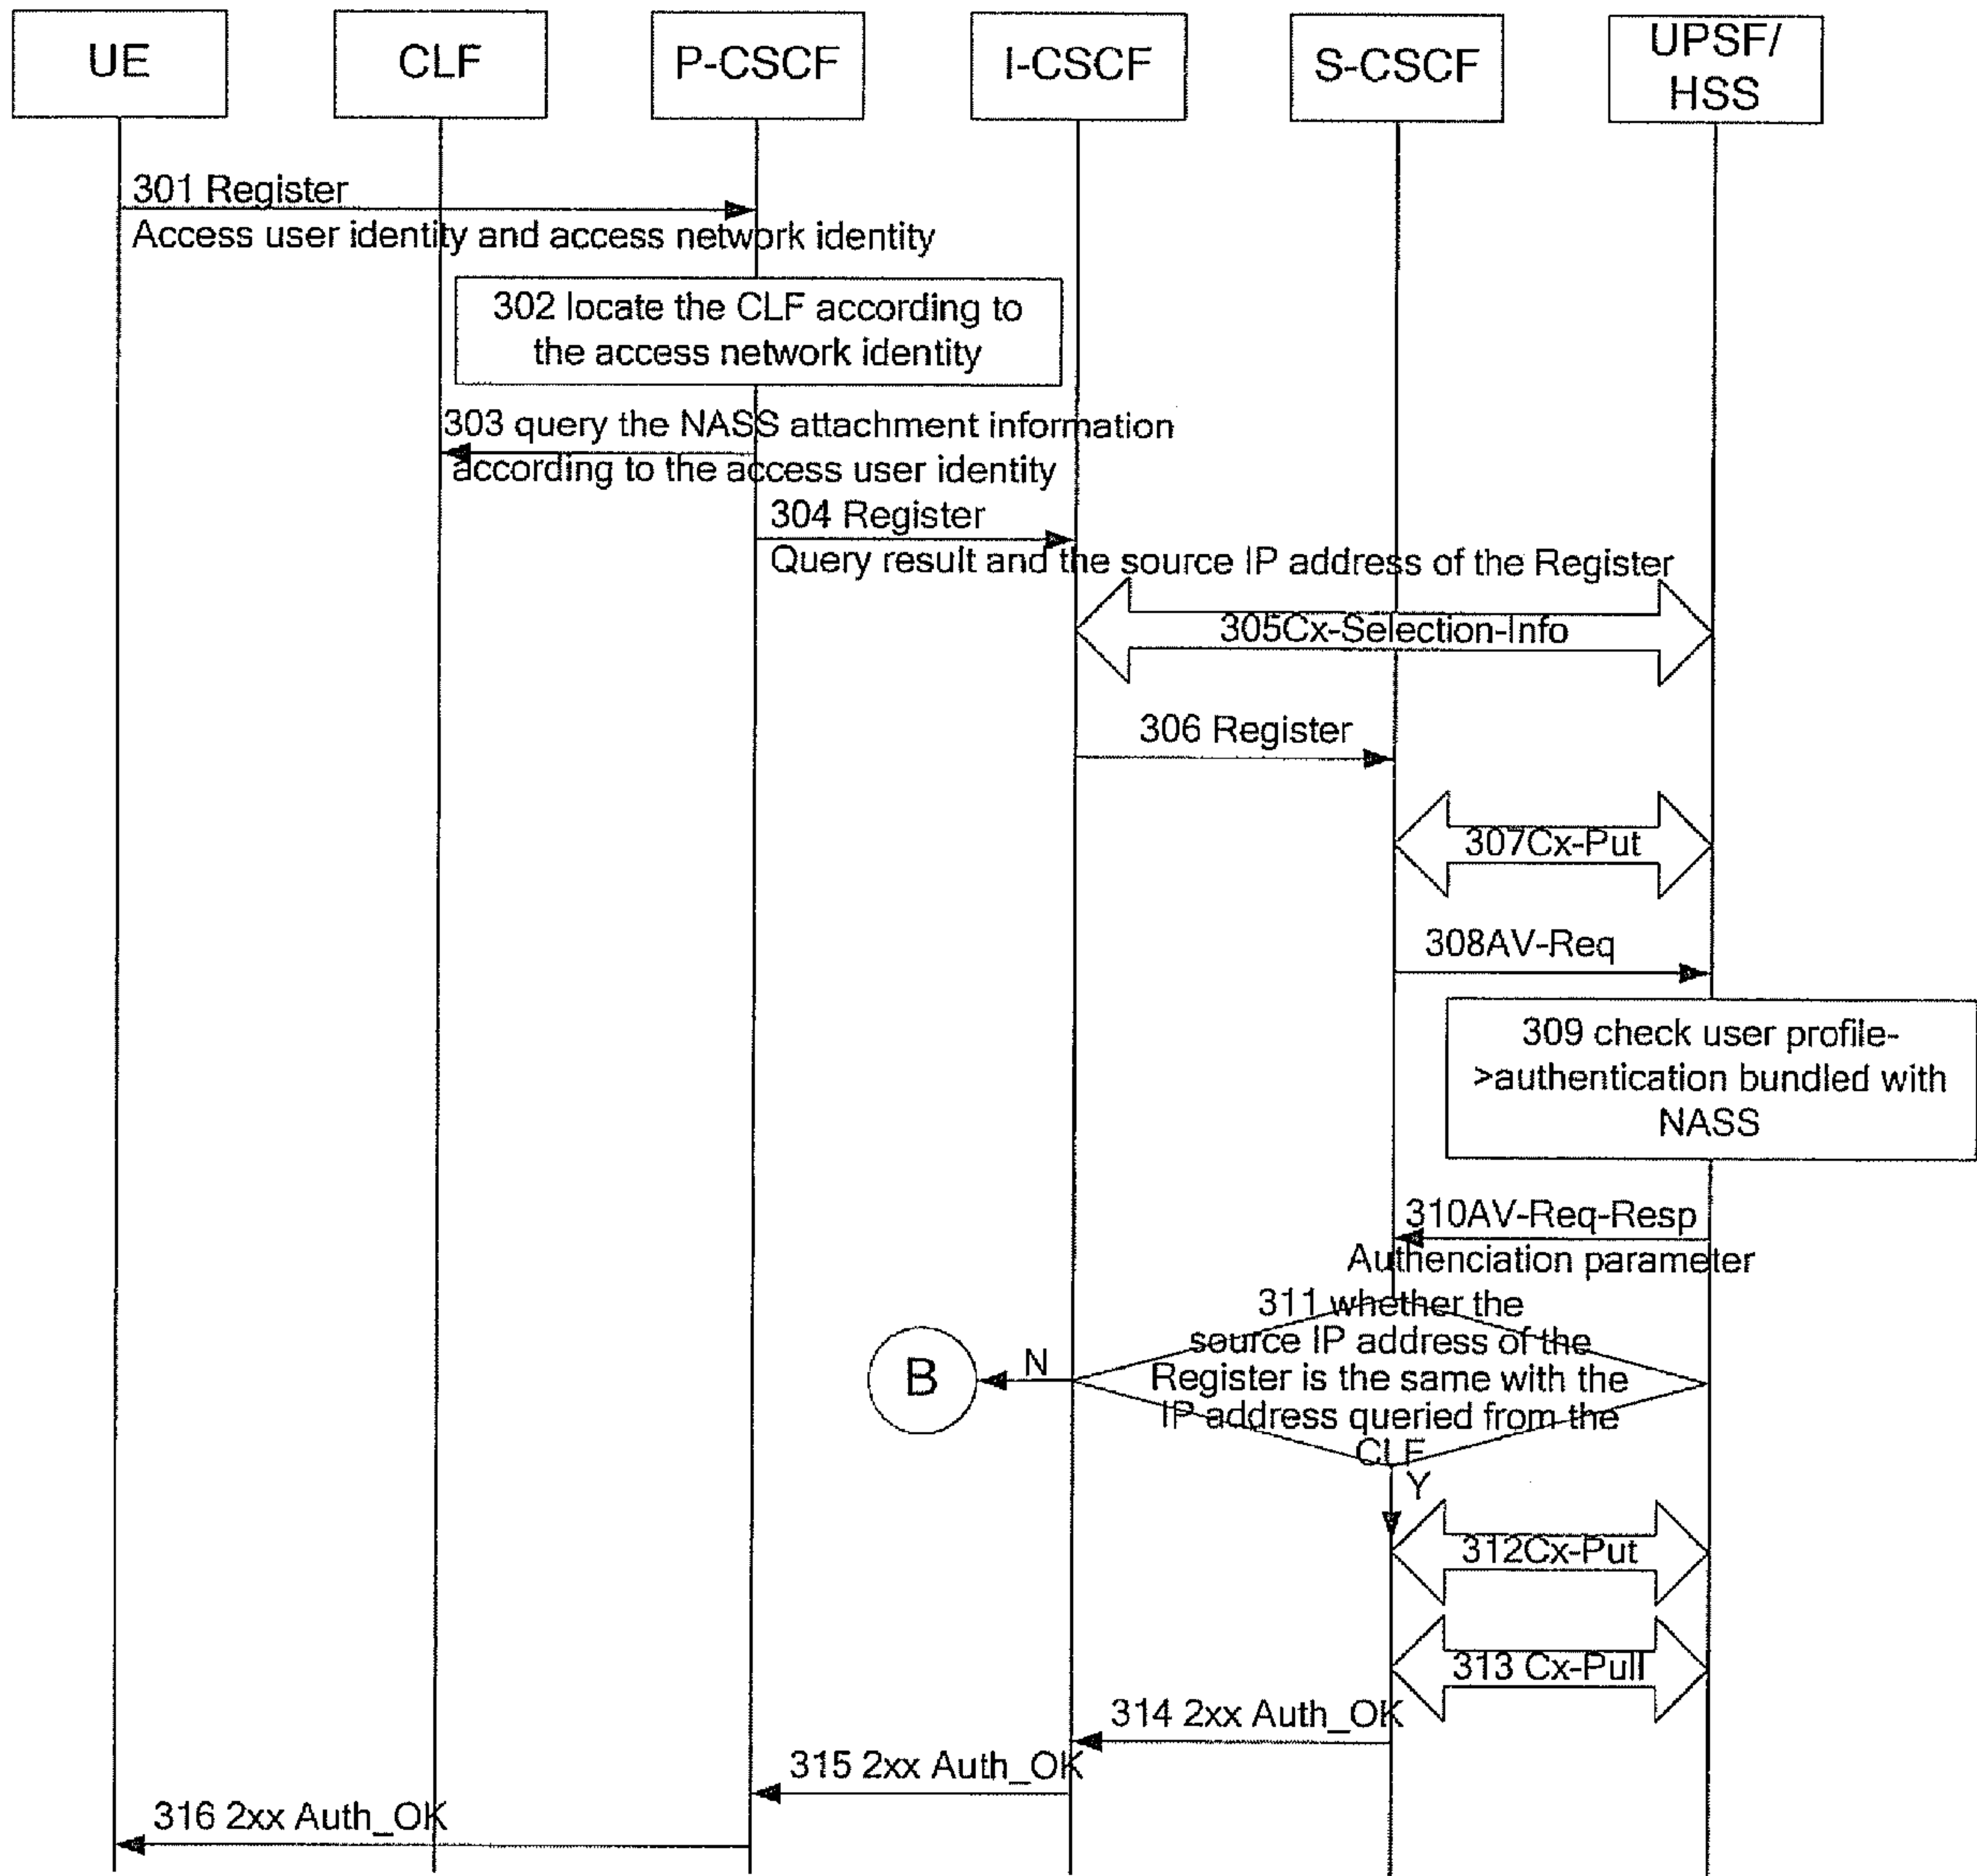 UE
CLF
P-CSCF
I-CSCF
S-CSCF
UPSF/
HSS
301 Register
Access user identity and access network identity
302 locate the CLF according to
the access network identity
303 query the NASS attachment information
according to the access user identity
304 Register
Query result and the source IP address of the Register
305Cx-Selection-Info
306 Register
307Cx-Put
308AV-Req
309 check user profile-
>authentication bundled with
NASS
310AV-Req-Resp
Authenciation parameter
311 whether the
source IP address of the
Register is the same with the
IP address queried from the
CLF
B
N
Y
312Cx-Put
313 Cx-Pull
314 2xx Auth_OK
315 2xx Auth_OK
316 2xx Auth_OK